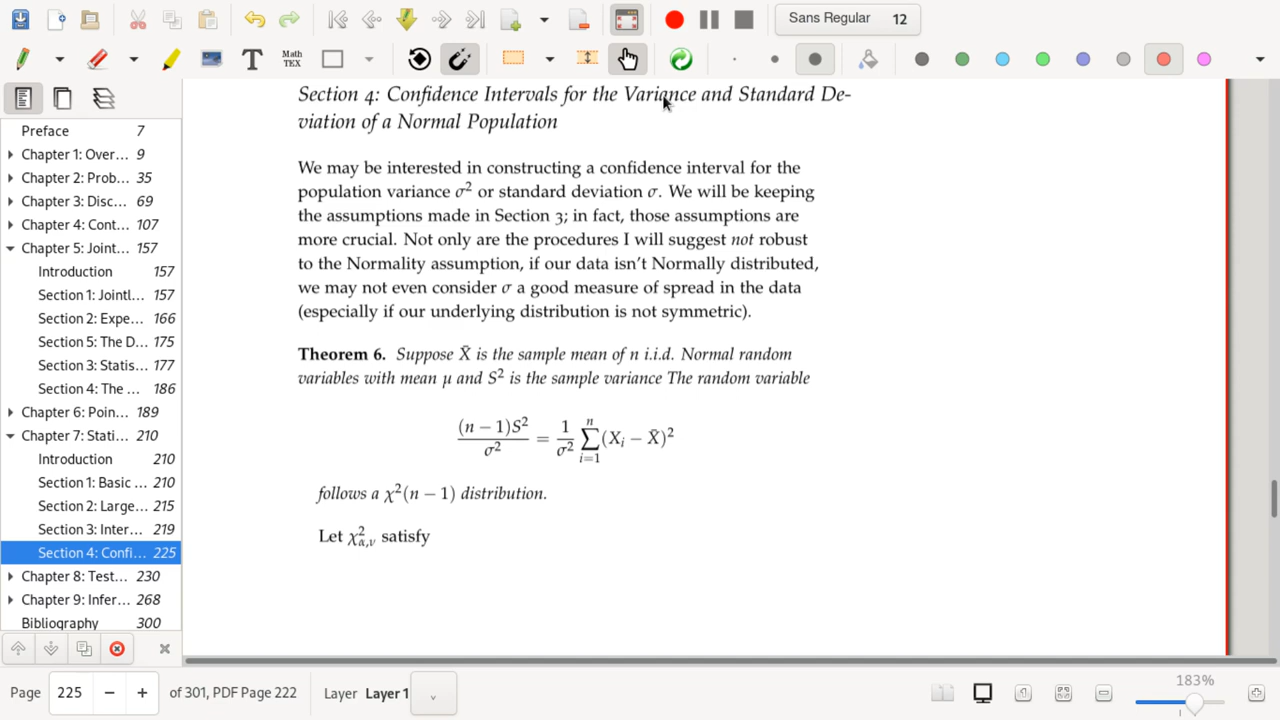 Sans Regular 12
T Math TEX
Preface 7
Chapter 1: Over... 9
Chapter 2: Prob... 35
Chapter 3: Disc... 69
Chapter 4: Cont... 107
Chapter 5: Joint... 157
Introduction 157
Section 1: Jointl... 157
Section 2: Expe... 166
Section 5: The D... 175
Section 3: Statis... 177
Section 4: The ... 186
Chapter 6: Poin... 189
Chapter 7: Stati... 210
Introduction 210
Section 1: Basic ... 210
Section 2: Large... 215
Section 3: Inter... 219
Section 4: Confi... 225
Chapter 8: Test... 230
Chapter 9: Infer... 268
Bibliography 300
Section 4: Confidence Intervals for the Variance and Standard De-
viation of a Normal Population
We may be interested in constructing a confidence interval for the
population variance σ² or standard deviation σ. We will be keeping
the assumptions made in Section 3; in fact, those assumptions are
more crucial. Not only are the procedures I will suggest not robust
to the Normality assumption, if our data isn't Normally distributed,
we may not even consider σ a good measure of spread in the data
(especially if our underlying distribution is not symmetric).
Theorem 6. Suppose X̄ is the sample mean of n i.i.d. Normal random
variables with mean μ and S² is the sample variance The random variable
(n − 1)S² / σ² = 1/σ² ∑ᵢ₌₁ⁿ (Xᵢ − X̄)²
follows a χ²(n − 1) distribution.
Let χ²_{α,ν} satisfy
Page 225 − + of 301, PDF Page 222 Layer Layer 1 183%